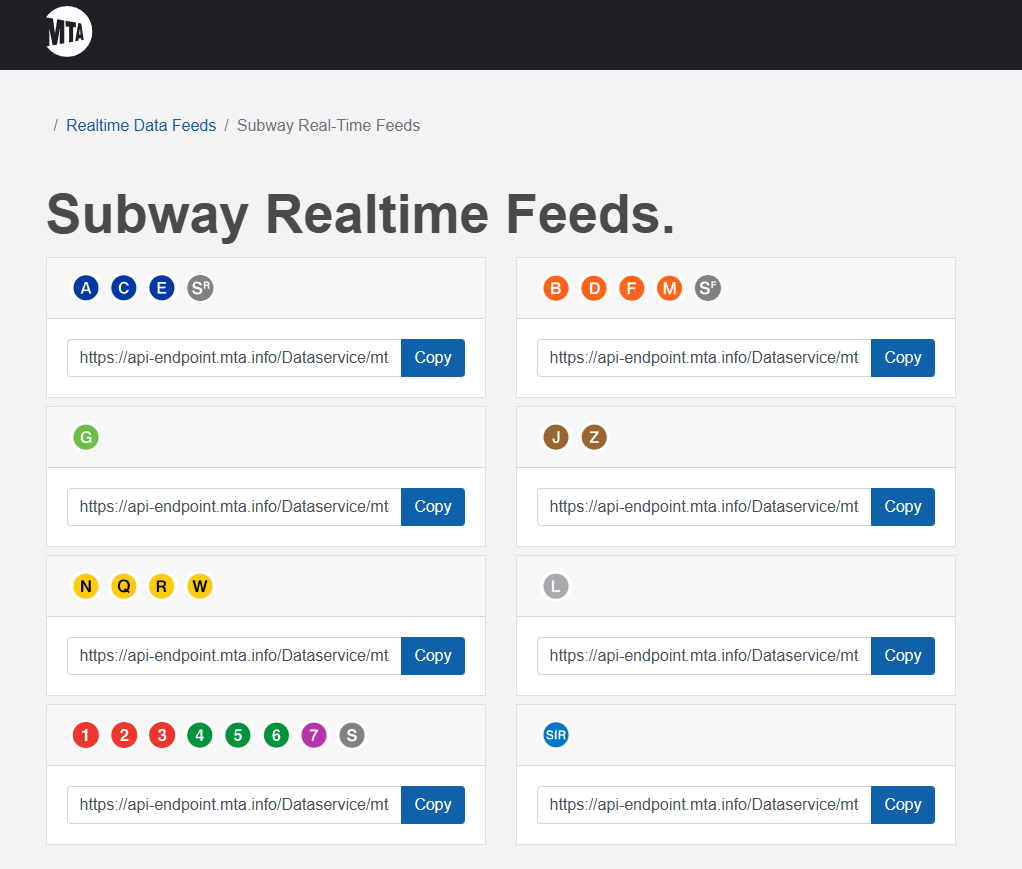 MTA
/ Realtime Data Feeds / Subway Real-Time Feeds
Subway Realtime Feeds.
A C E SR
https://api-endpoint.mta.info/Dataservice/mt Copy
B D F M SF
https://api-endpoint.mta.info/Dataservice/mt Copy
G
https://api-endpoint.mta.info/Dataservice/mt Copy
J Z
https://api-endpoint.mta.info/Dataservice/mt Copy
N Q R W
https://api-endpoint.mta.info/Dataservice/mt Copy
L
https://api-endpoint.mta.info/Dataservice/mt Copy
1 2 3 4 5 6 7 S
https://api-endpoint.mta.info/Dataservice/mt Copy
SIR
https://api-endpoint.mta.info/Dataservice/mt Copy